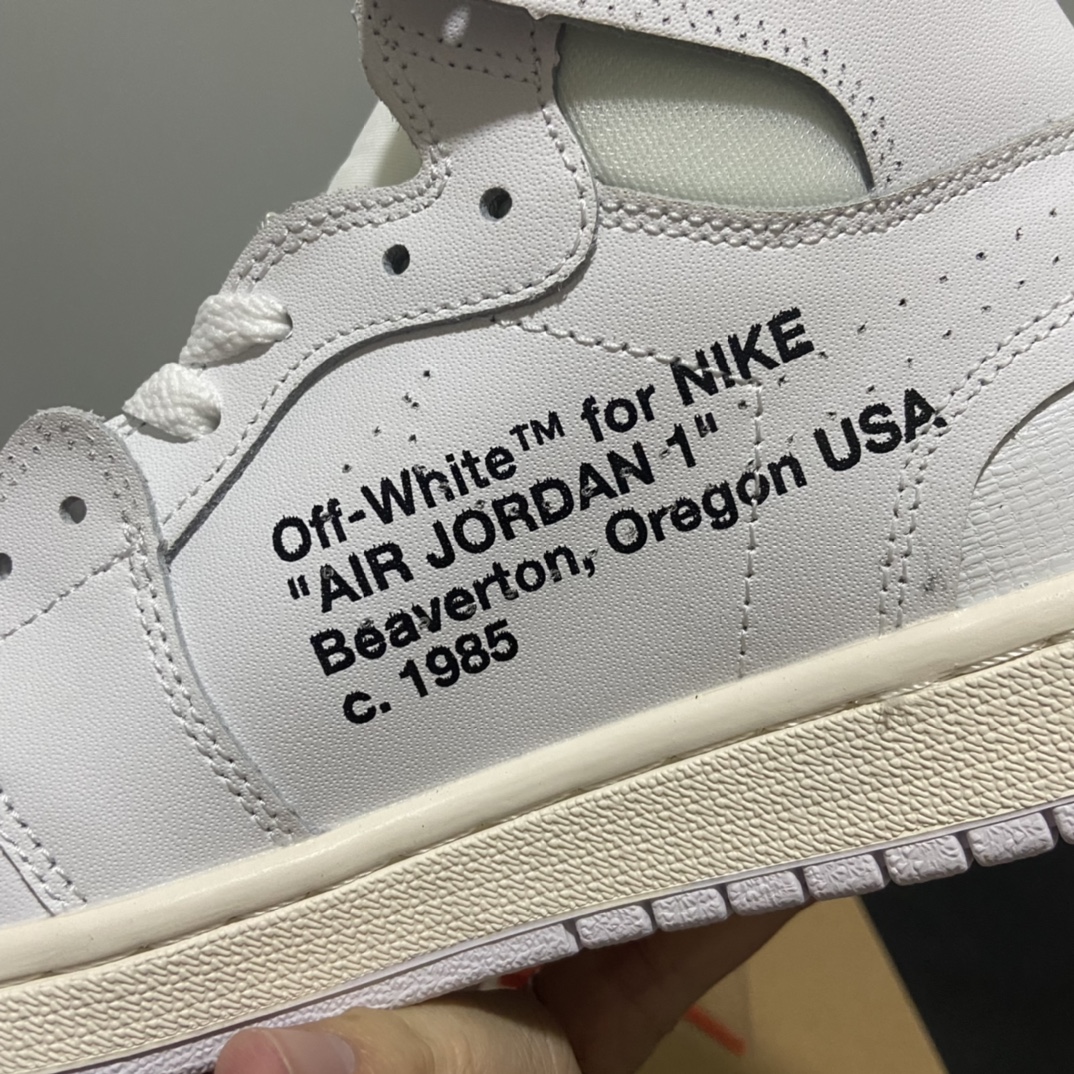 Off-White™ for NIKE
"AIR JORDAN 1"
Beaverton, Oregon USA
c. 1985